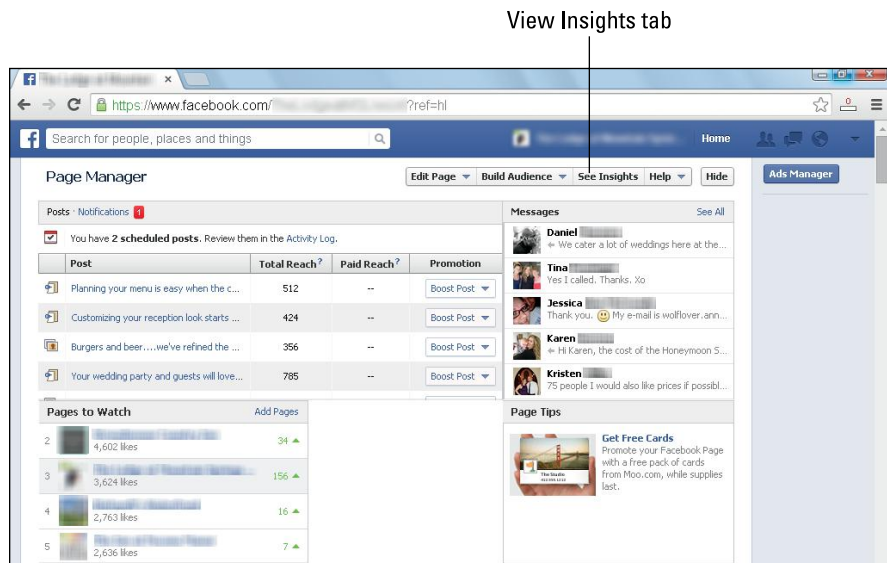 View Insights tab
https://www.facebook.com/ ?ref=hl
Search for people, places and things
Home
Page Manager
Edit Page Build Audience See Insights Help Hide
Ads Manager
Posts · Notifications 1
You have 2 scheduled posts. Review them in the Activity Log.
Post Total Reach? Paid Reach? Promotion
Planning your menu is easy when the c... 512 -- Boost Post
Customizing your reception look starts ... 424 -- Boost Post
Burgers and beer....we've refined the ... 356 -- Boost Post
Your wedding party and guests will love... 785 -- Boost Post
Messages See All
Daniel
We cater a lot of weddings here at the...
Tina
Yes I called. Thanks. Xo
Jessica
Thank you. My e-mail is wolflover.ann...
Karen
Hi Karen, the cost of the Honeymoon S...
Kristen
75 people I would also like prices if possibl...
Pages to Watch Add Pages
2 4,602 likes 34
3 3,624 likes 156
4 2,763 likes 16
5 2,636 likes 7
Page Tips
Get Free Cards
Promote your Facebook Page
with a free pack of cards
from Moo.com, while supplies
last.
The Studio